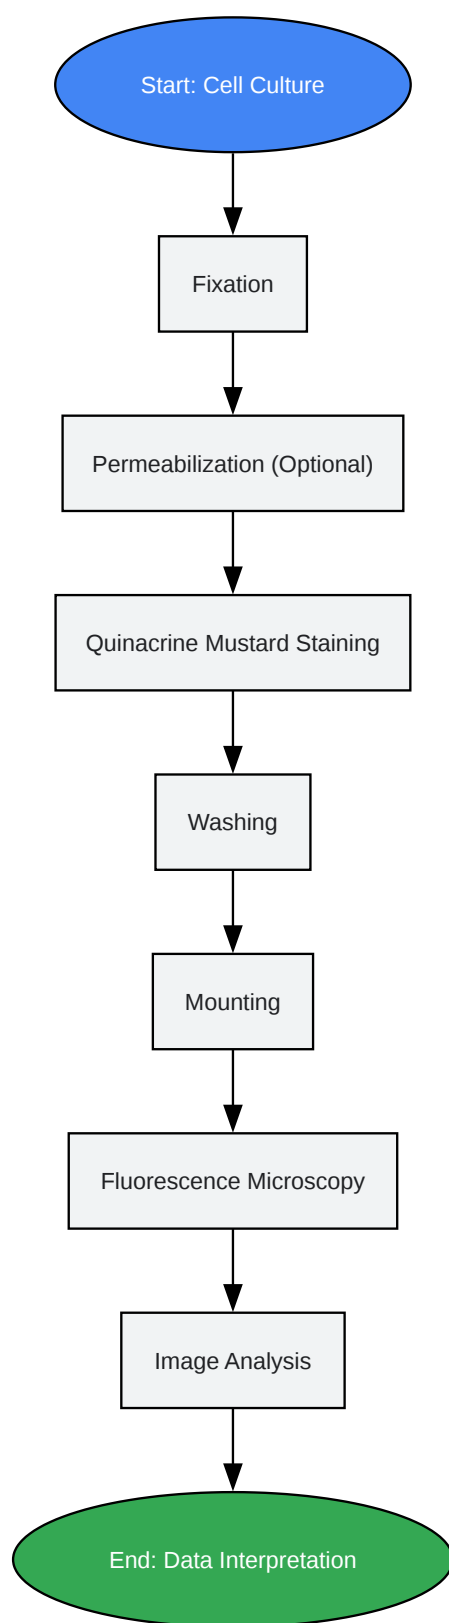 Start: Cell Culture
Fixation
Permeabilization (Optional)
Quinacrine Mustard Staining
Washing
Mounting
Fluorescence Microscopy
Image Analysis
End: Data Interpretation